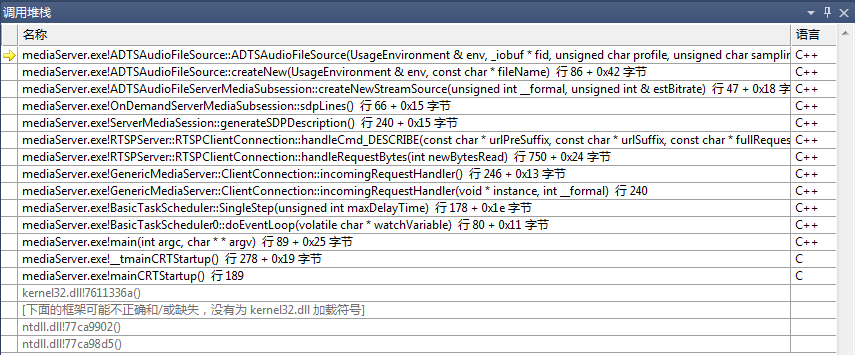 调用堆栈
名称 语言
mediaServer.exe!ADTSAudioFileSource::ADTSAudioFileSource(UsageEnvironment & env, _iobuf * fid, unsigned char profile, unsigned char samplin C++
mediaServer.exe!ADTSAudioFileSource::createNew(UsageEnvironment & env, const char * fileName) 行 86 + 0x42 字节 C++
mediaServer.exe!ADTSAudioFileServerMediaSubsession::createNewStreamSource(unsigned int __formal, unsigned int & estBitrate) 行 47 + 0x18 字 C++
mediaServer.exe!OnDemandServerMediaSubsession::sdpLines() 行 66 + 0x15 字节 C++
mediaServer.exe!ServerMediaSession::generateSDPDescription() 行 240 + 0x15 字节 C++
mediaServer.exe!RTSPServer::RTSPClientConnection::handleCmd_DESCRIBE(const char * urlPreSuffix, const char * urlSuffix, const char * fullReque C++
mediaServer.exe!RTSPServer::RTSPClientConnection::handleRequestBytes(int newBytesRead) 行 750 + 0x24 字节 C++
mediaServer.exe!GenericMediaServer::ClientConnection::incomingRequestHandler() 行 246 + 0x13 字节 C++
mediaServer.exe!GenericMediaServer::ClientConnection::incomingRequestHandler(void * instance, int __formal) 行 240 C++
mediaServer.exe!BasicTaskScheduler::SingleStep(unsigned int maxDelayTime) 行 178 + 0x1e 字节 C++
mediaServer.exe!BasicTaskScheduler0::doEventLoop(volatile char * watchVariable) 行 80 + 0x11 字节 C++
mediaServer.exe!main(int argc, char * * argv) 行 89 + 0x25 字节 C++
mediaServer.exe!__tmainCRTStartup() 行 278 + 0x19 字节 C
mediaServer.exe!mainCRTStartup() 行 189 C
kernel32.dll!7611336a()
[下面的框架可能不正确和/或缺失，没有为 kernel32.dll 加载符号]
ntdll.dll!77ca9902()
ntdll.dll!77ca98d5()